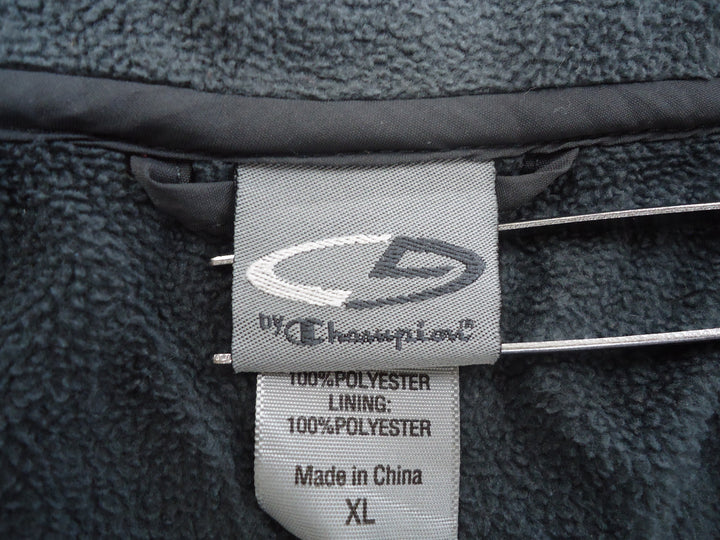 by Champion®
100%POLYESTER
LINING:
100%POLYESTER
Made in China
XL